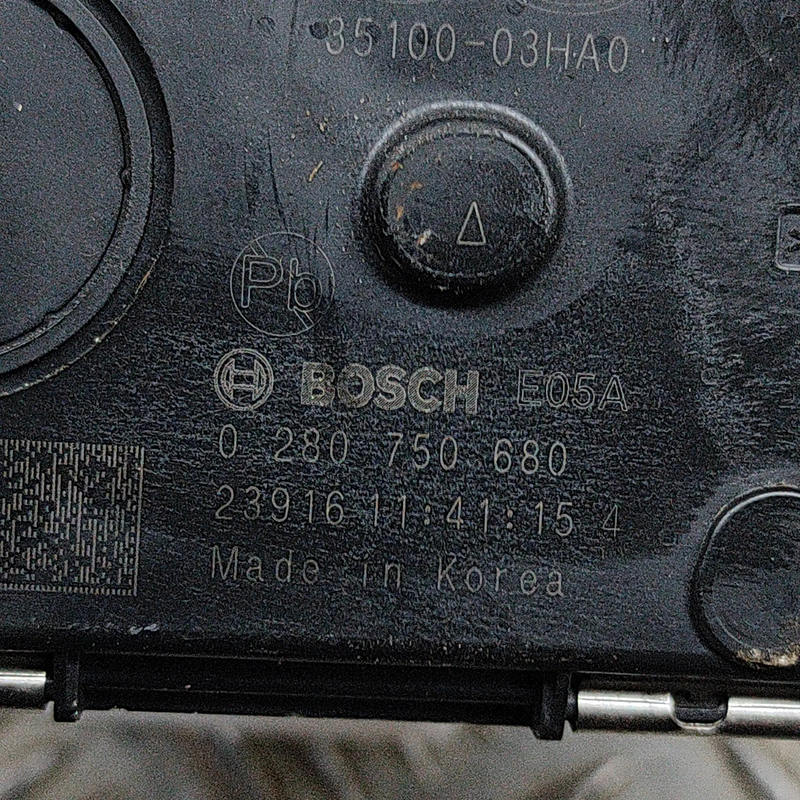 35100-03HA0
Pb
BOSCH E05A
0 280 750 680
23916 11:41:15 4
Made in Korea